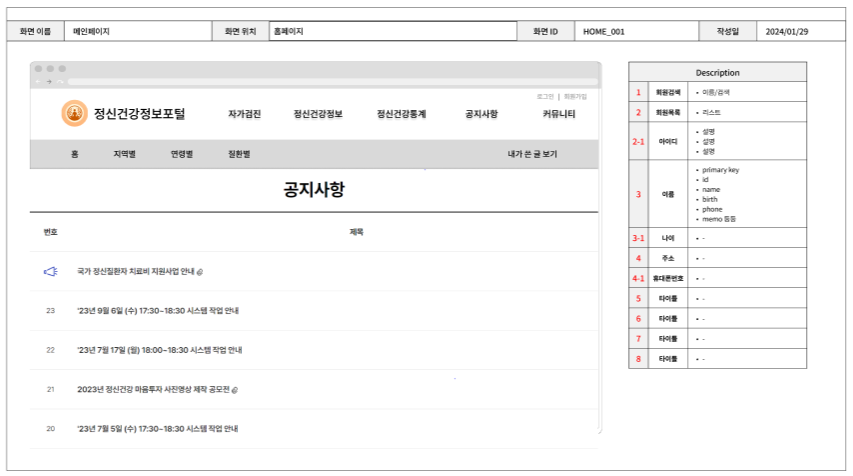 화면 이름 메인페이지 화면 위치 홈페이지 화면 ID HOME_001 작성일 2024/01/29
로그인 | 회원가입
정신건강정보포털 자가검진 정신건강정보 정신건강통계 공지사항 커뮤니티
홈 지역별 연령별 질환별 내가 쓴 글 보기
공지사항
번호 제목
국가 정신질환자 치료비 지원사업 안내
23 '23년 9월 6일 (수) 17:30~18:30 시스템 작업 안내
22 '23년 7월 17일 (월) 18:00~18:30 시스템 작업 안내
21 2023년 정신건강 마음투자 사진영상 제작 공모전
20 '23년 7월 5일 (수) 17:30~18:30 시스템 작업 안내
Description
1 회원검색 • 이름/검색
2 회원목록 • 리스트
2-1 아이디 • 설명
• 설명
• 설명
3 이름 • primary key
• id
• name
• birth
• phone
• memo 등등
3-1 나이 • -
4 주소 • -
4-1 휴대폰번호 • -
5 타이틀 • -
6 타이틀 • -
7 타이틀 • -
8 타이틀 • -